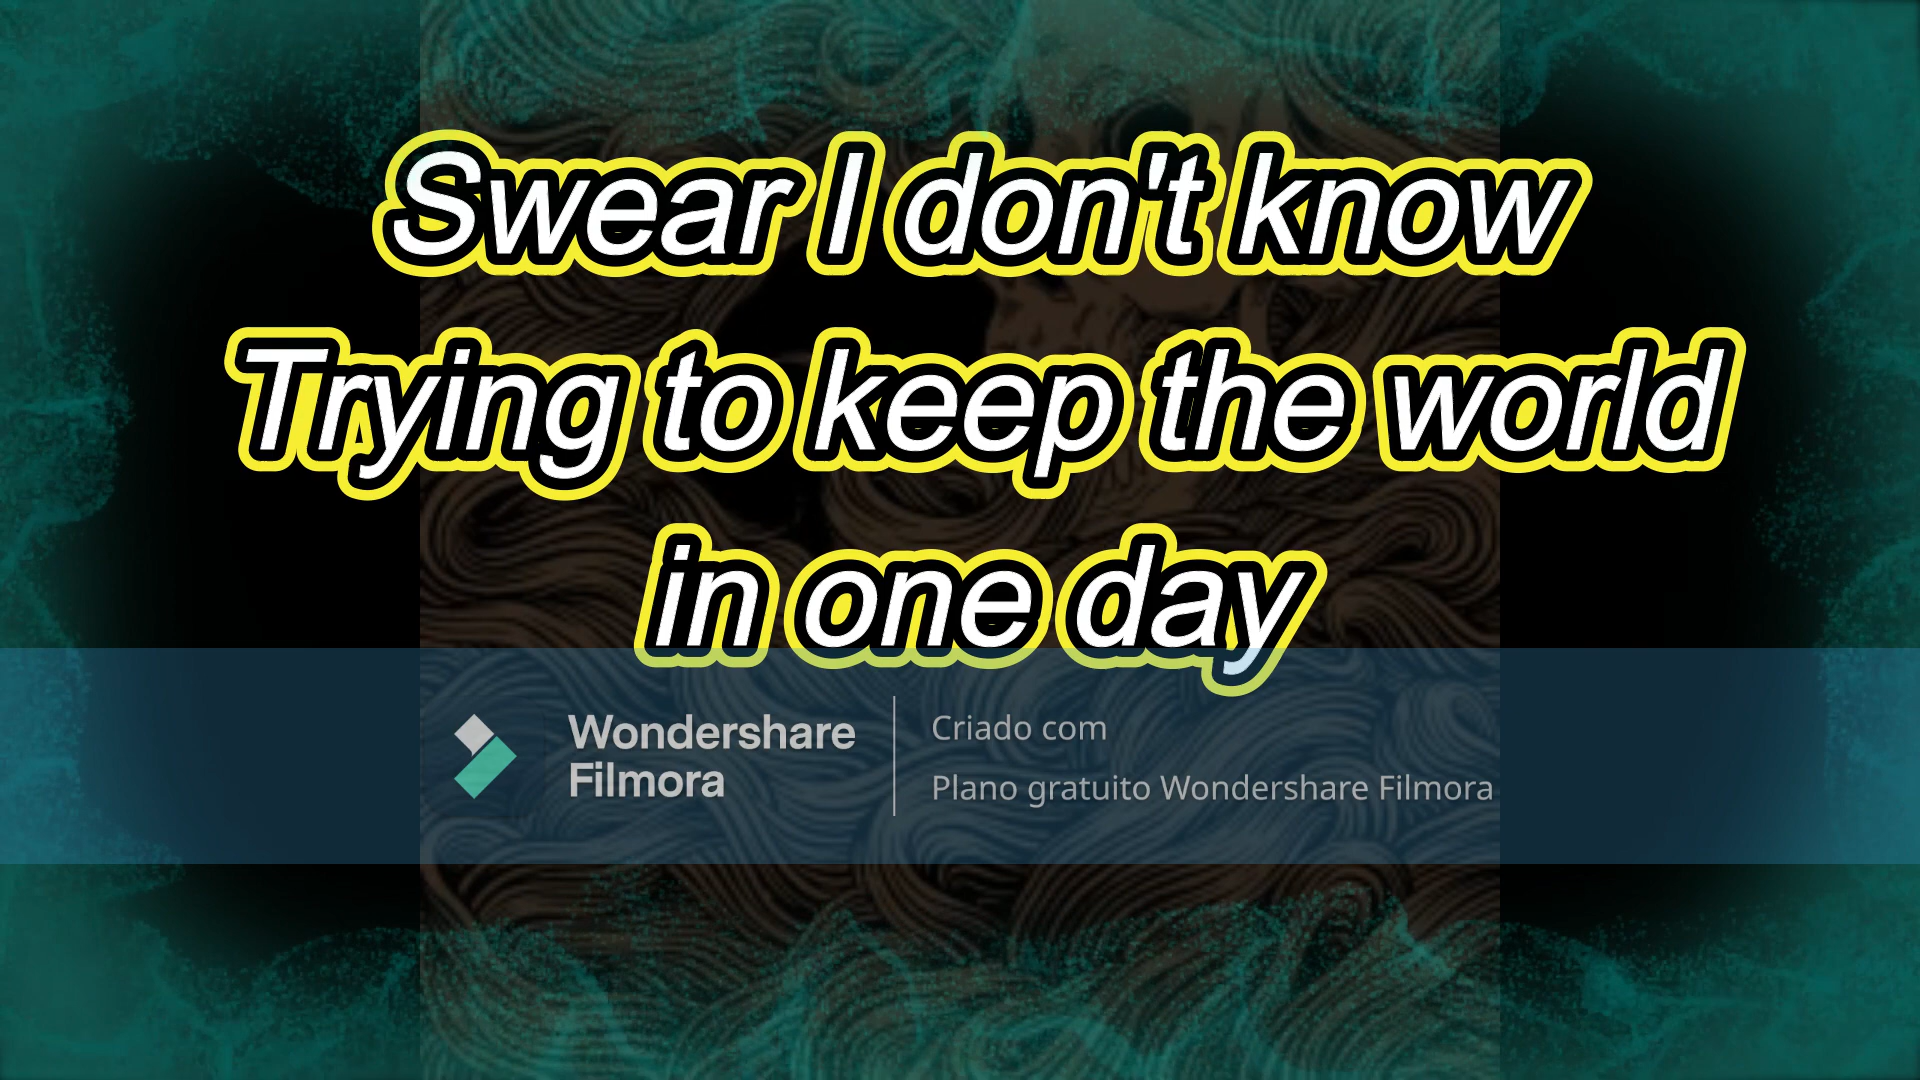 Swear I don't know
Trying to keep the world
in one day
Wondershare
Filmora
Criado com
Plano gratuito Wondershare Filmora